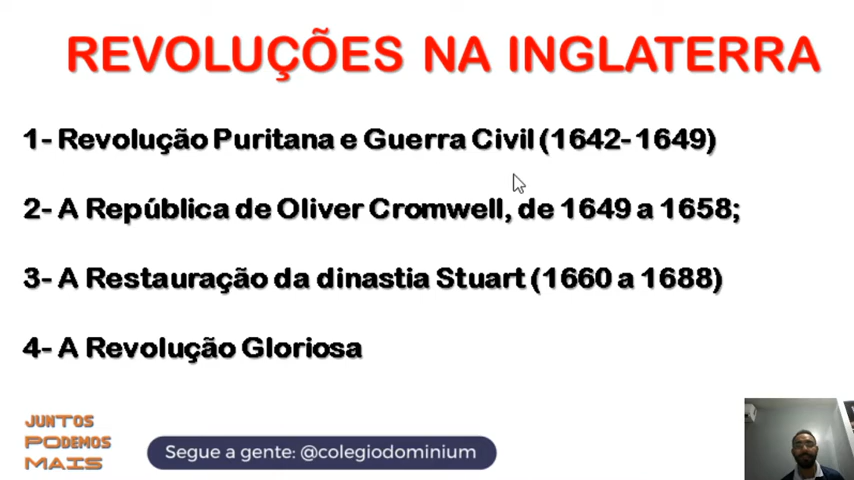 REVOLUÇÕES NA INGLATERRA
1- Revolução Puritana e Guerra Civil (1642- 1649)
2- A República de Oliver Cromwell, de 1649 a 1658;
3- A Restauração da dinastia Stuart (1660 a 1688)
4- A Revolução Gloriosa
JUNTOS
PODEMOS
MAIS
Segue a gente: @colegiodominium